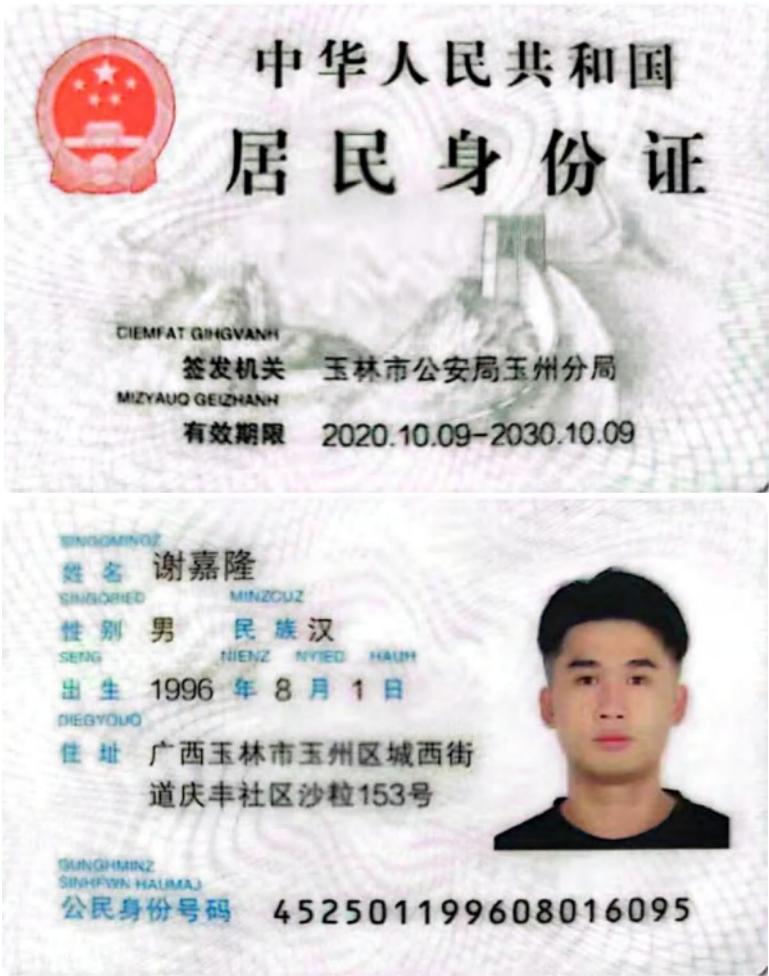 中华人民共和国
居民身份证
CIEMFAT GIHGVANH
签发机关 玉林市公安局玉州分局
MIZYAUQ GEIZHANH
有效期限 2020.10.09-2030.10.09
SINGQMINGZ
姓名 谢嘉隆
SINGQBIED MINZCUZ
性别 男 民族 汉
SENG NIENZ NYIED HAUH
出生 1996 年 8 月 1 日
DIEGYOUQ
住址 广西玉林市玉州区城西街
道庆丰社区沙粒153号
GUNGHMINZ
SINHFWN HAUMAJ
公民身份号码 452501199608016095